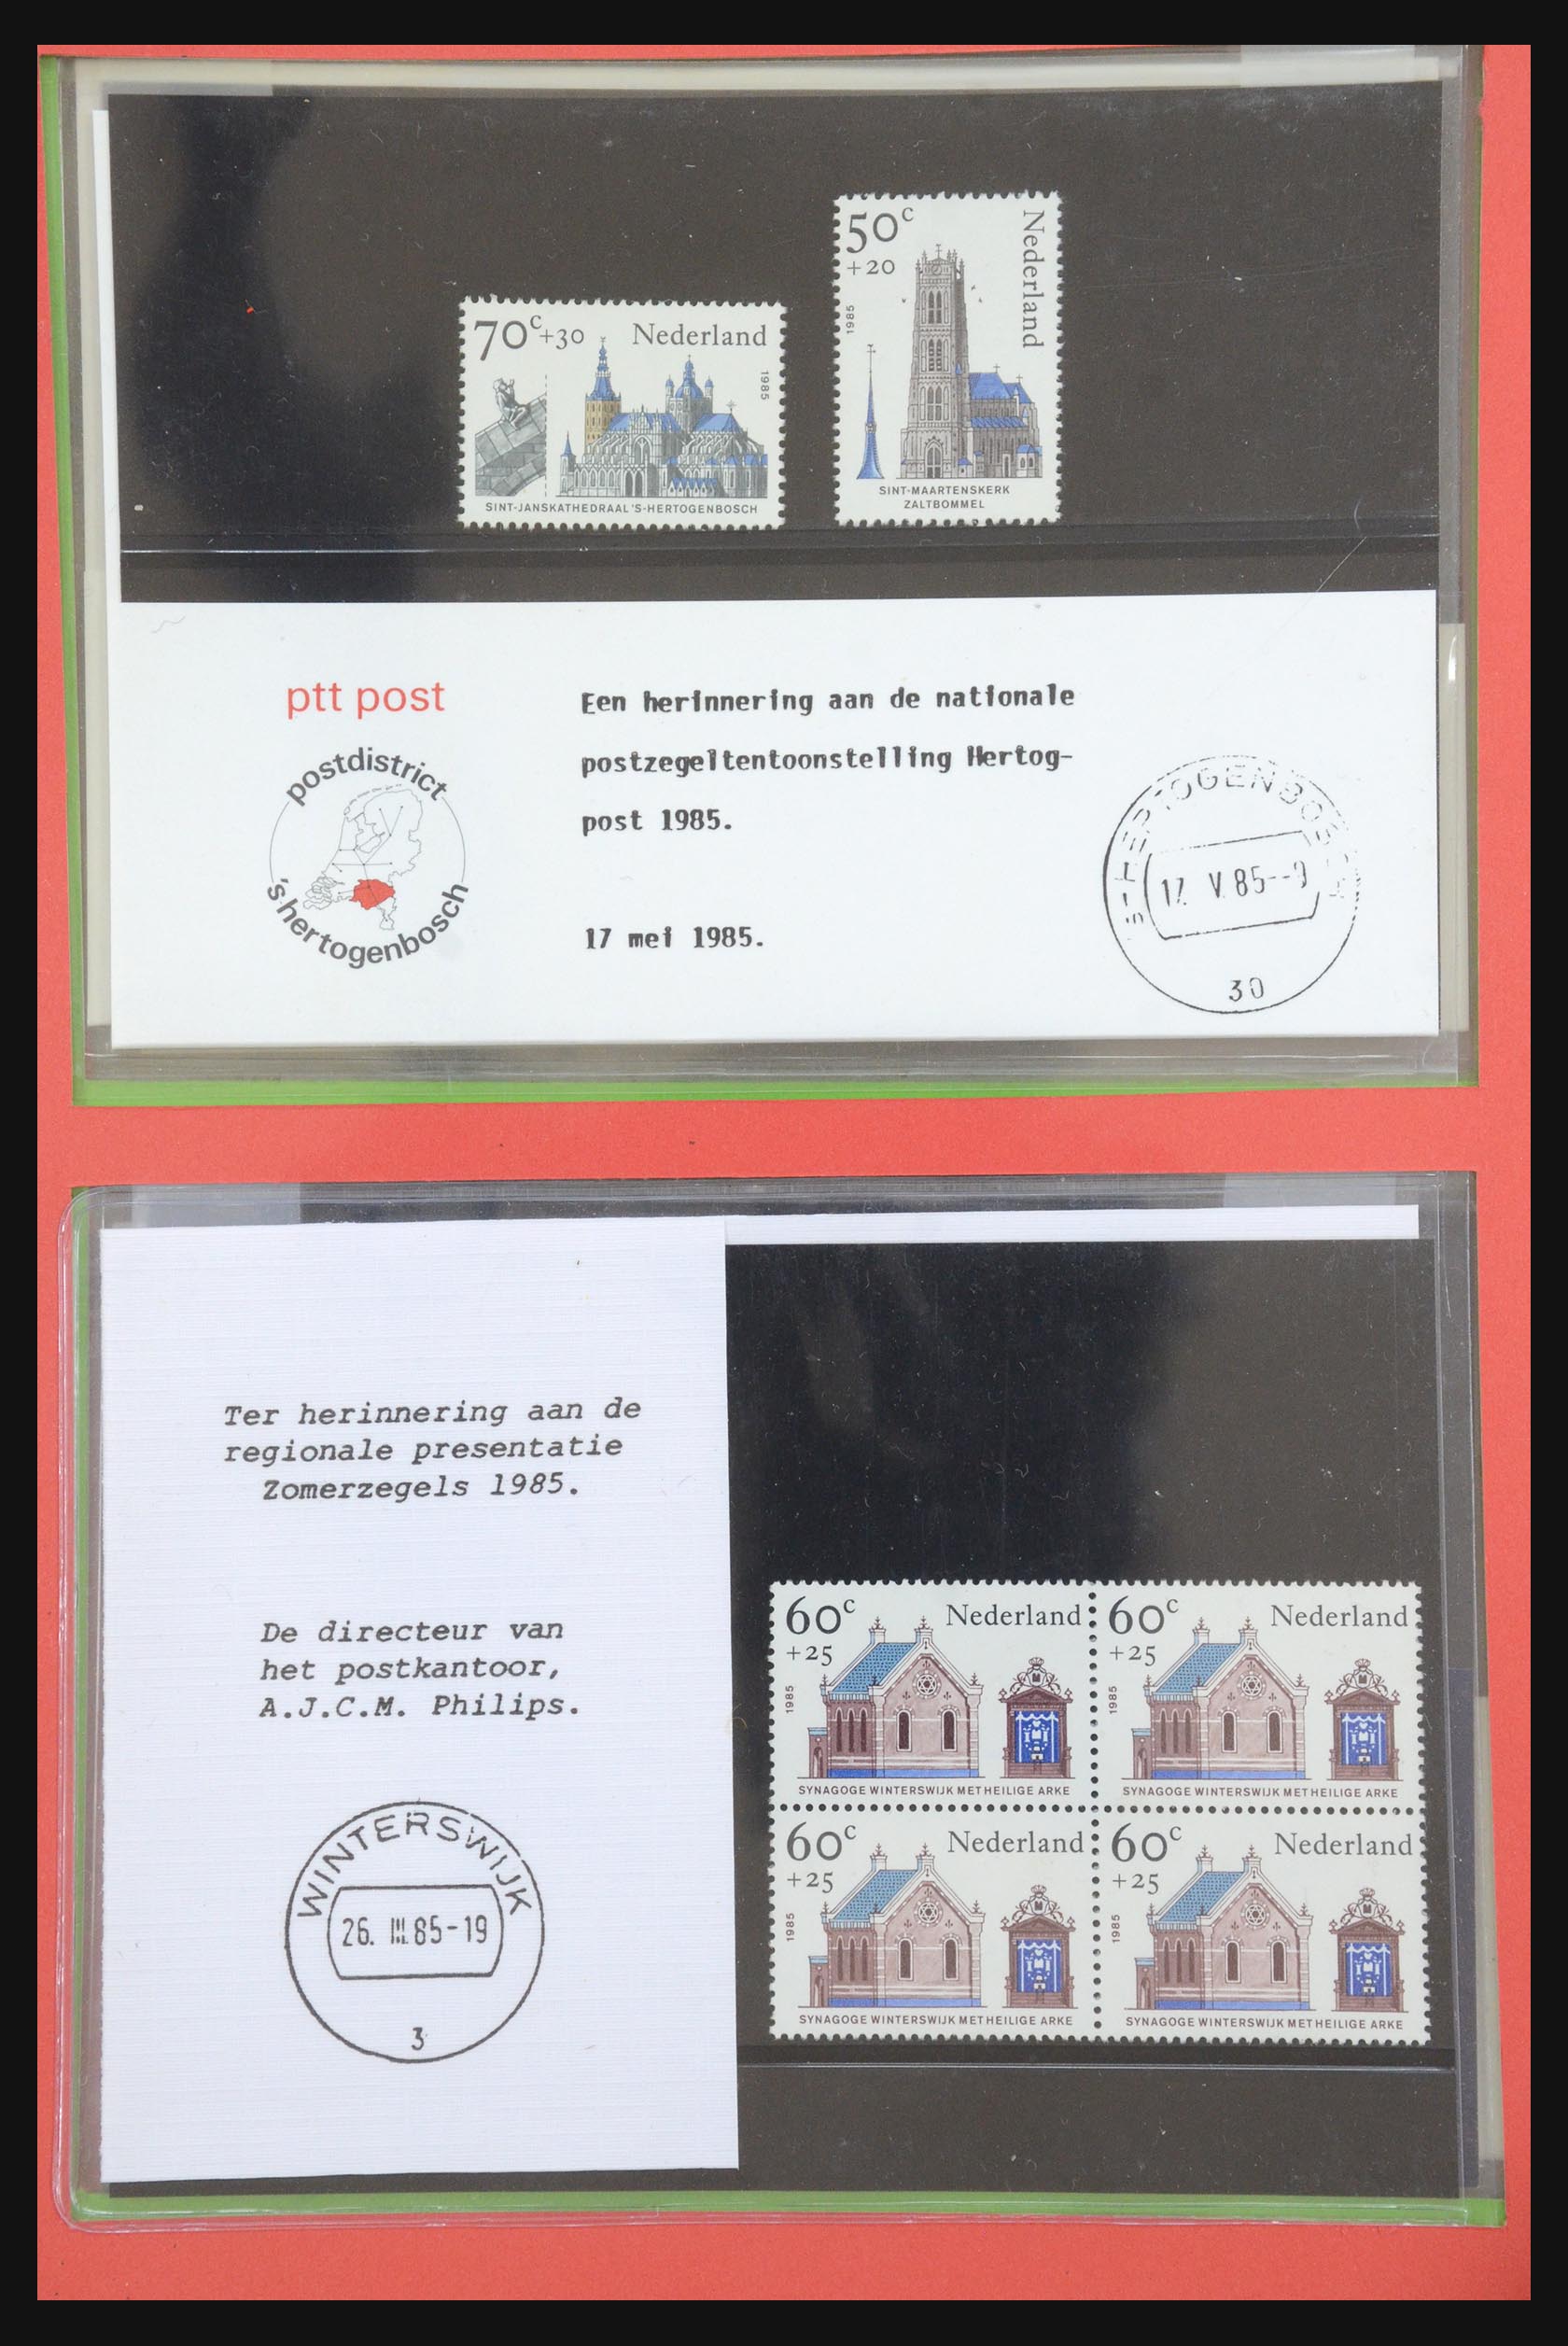 70c+30 Nederland
1985
SINT-JANSKATHEDRAAL 'S-HERTOGENBOSCH
50c
+20
Nederland
1985
SINT-MAARTENSKERK
ZALTBOMMEL
ptt post
postdistrict
's hertogenbosch
Een herinnering aan de nationale
postzegeltentoonstelling Hertog-
post 1985.
17 mei 1985.
S-HERTOGENBOSCH
17. V.85--9
30
Ter herinnering aan de
regionale presentatie
Zomerzegels 1985.
De directeur van
het postkantoor,
A.J.C.M. Philips.
WINTERSWIJK
26. III.85-19
3
60c Nederland
+25
1985
SYNAGOGE WINTERSWIJK MET HEILIGE ARKE
60c Nederland
+25
1985
SYNAGOGE WINTERSWIJK MET HEILIGE ARKE
60c Nederland
+25
1985
SYNAGOGE WINTERSWIJK MET HEILIGE ARKE
60c Nederland
+25
1985
SYNAGOGE WINTERSWIJK MET HEILIGE ARKE